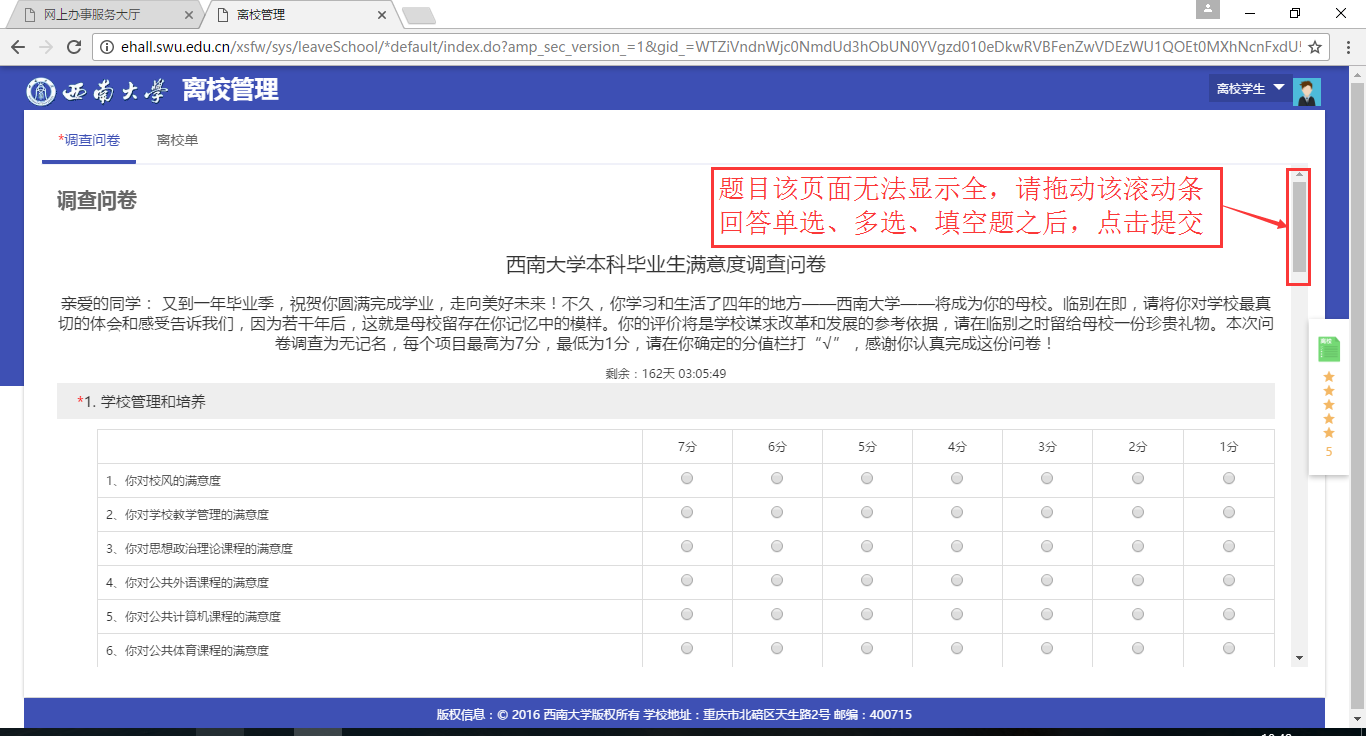 网上办事服务大厅
离校管理
ehall.swu.edu.cn/xsfw/sys/leaveSchool/*default/index.do?amp_sec_version_=1&gid_=WTZiVndnWjc0NmdUd3hObUN0YVgzd010eDkwRVBFenZwVDEzWU1QOEt0MXhNcnFxdU
西南大学 离校管理
离校学生
*调查问卷
离校单
题目该页面无法显示全，请拖动该滚动条
回答单选、多选、填空题之后，点击提交
调查问卷
西南大学本科毕业生满意度调查问卷
亲爱的同学： 又到一年毕业季，祝贺你圆满完成学业，走向美好未来！不久，你学习和生活了四年的地方——西南大学——将成为你的母校。临别在即，请将你对学校最真
切的体会和感受告诉我们，因为若干年后，这就是母校留存在你记忆中的模样。你的评价将是学校谋求改革和发展的参考依据，请在临别之时留给母校一份珍贵礼物。本次问
卷调查为无记名，每个项目最高为7分，最低为1分，请在你确定的分值栏打“√”，感谢你认真完成这份问卷！
剩余：162天 03:05:49
*1. 学校管理和培养
7分 6分 5分 4分 3分 2分 1分
1、你对校风的满意度
2、你对学校教学管理的满意度
3、你对思想政治理论课程的满意度
4、你对公共外语课程的满意度
5、你对公共计算机课程的满意度
6、你对公共体育课程的满意度
离校
5
版权信息：© 2016 西南大学版权所有 学校地址：重庆市北碚区天生路2号 邮编：400715